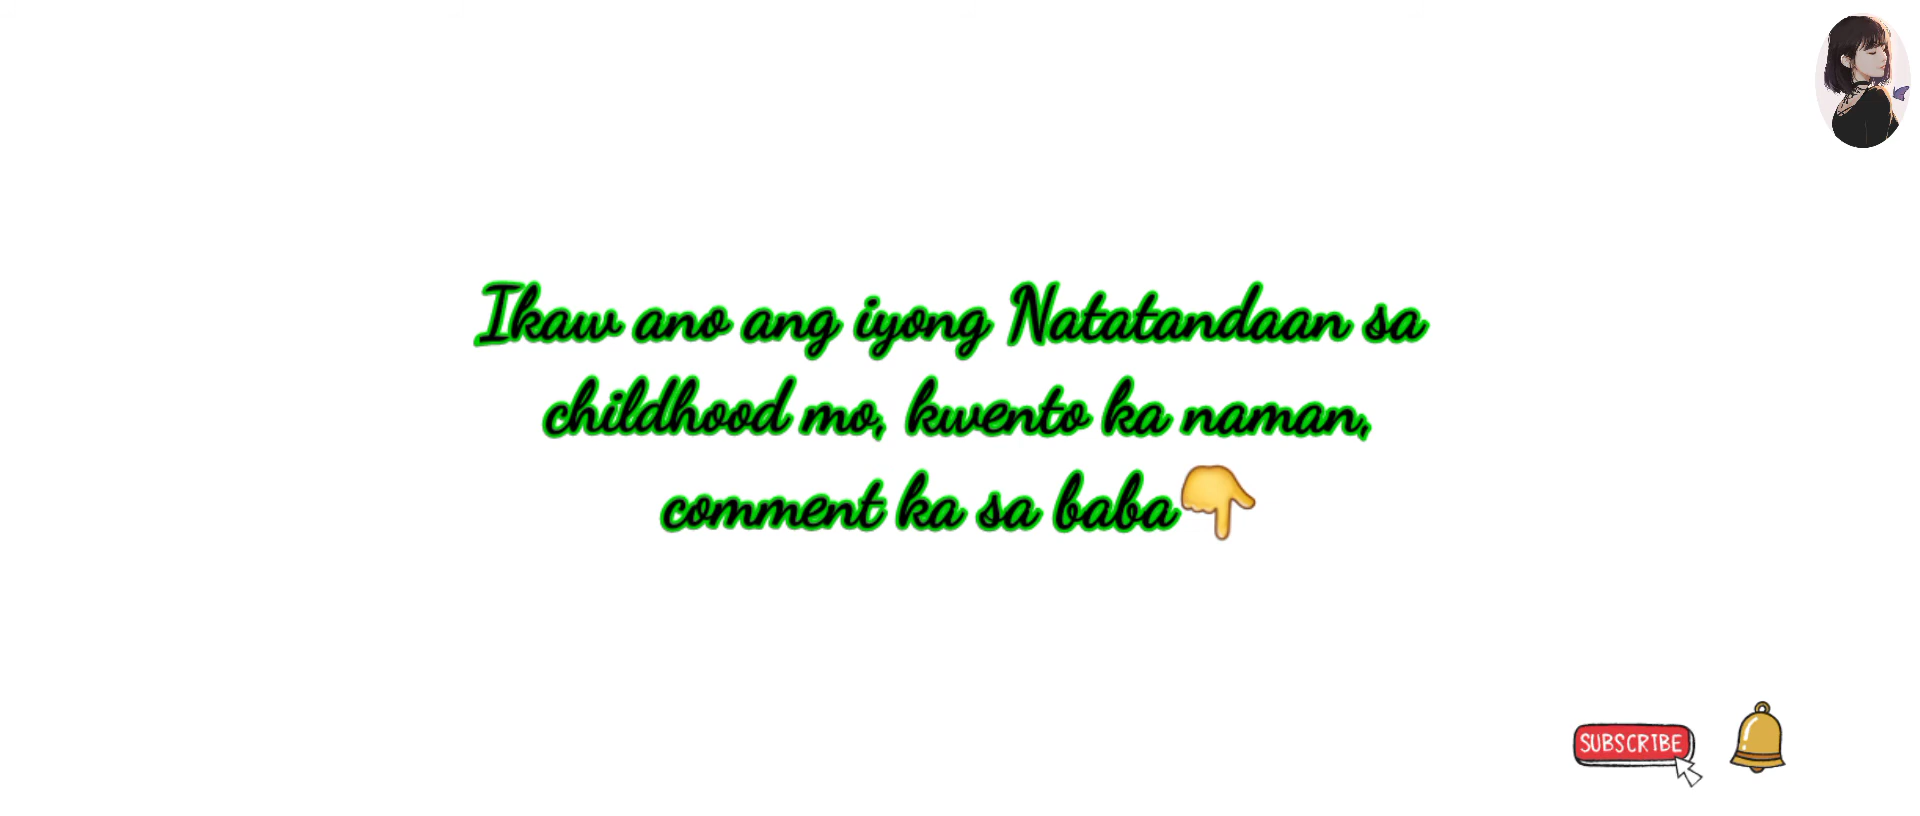 Ikaw ano ang iyong Natatandaan sa
childhood mo, kwento ka naman,
comment ka sa baba👇
SUBSCRIBE